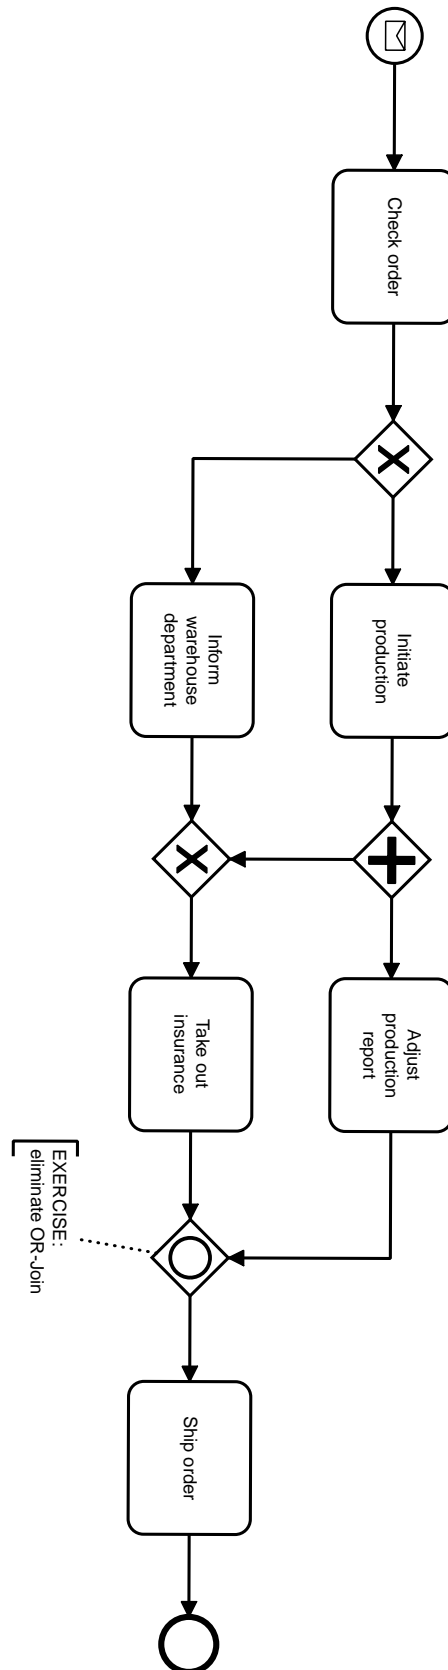 Check order
Initiate
production
Inform
warehouse
department
Adjust
production
report
Take out
insurance
EXERCISE:
eliminate OR-Join
Ship order